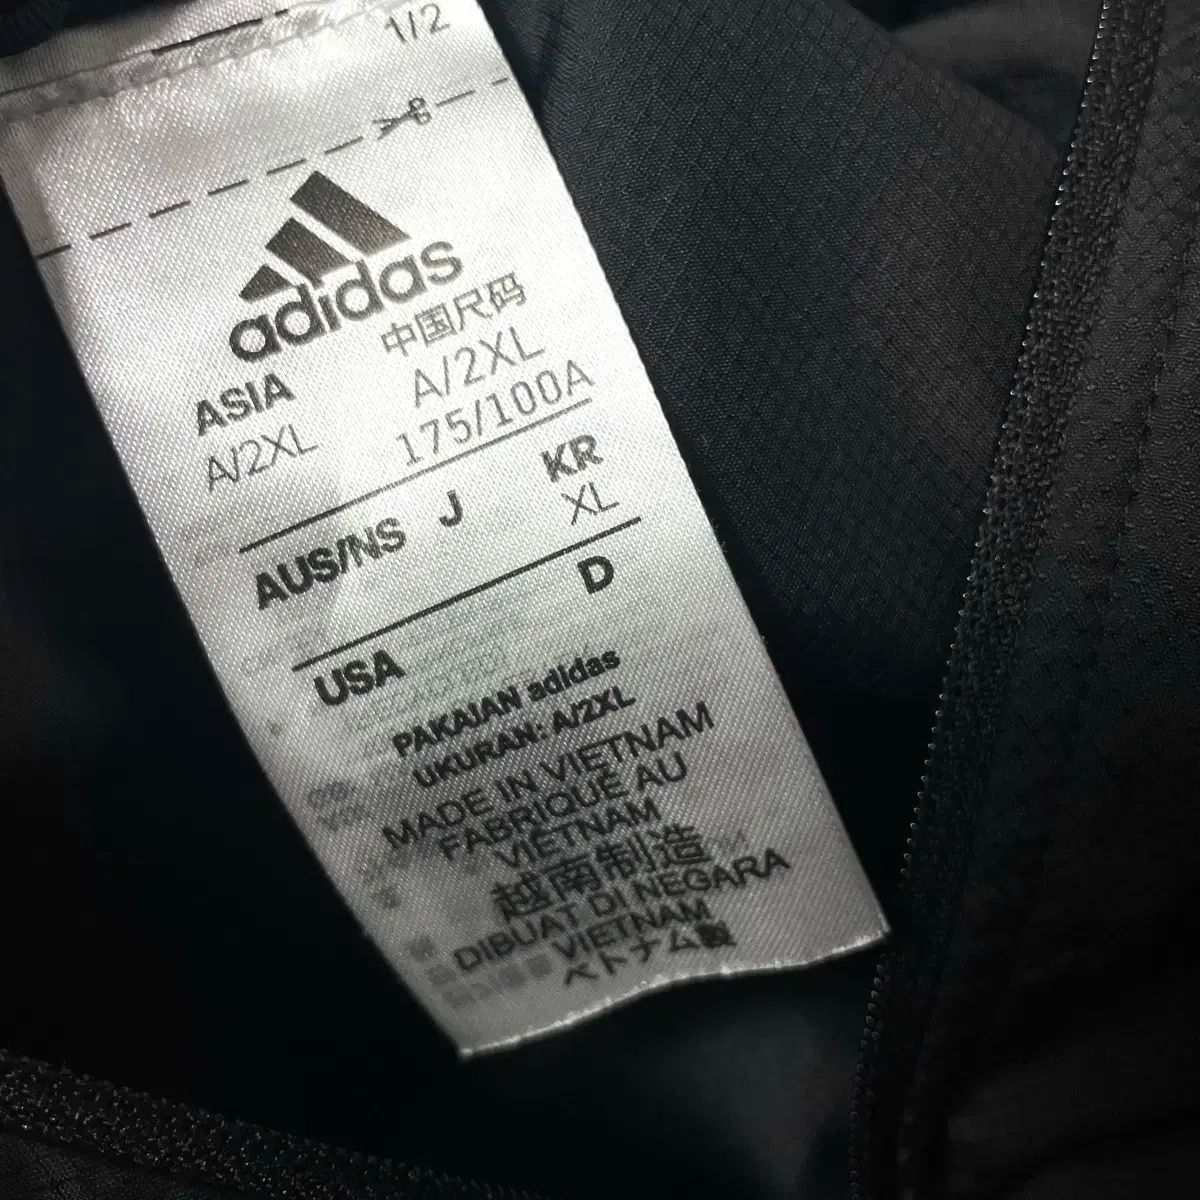 1/2
adidas
中国尺码
ASIA A/2XL
A/2XL 175/100A
AUS/NS J KR
XL
USA D
PAKAIAN adidas
UKURAN: A/2XL
MADE IN VIETNAM
FABRIQUÉ AU
VIETNAM
越南制造
DIBUAT DI NEGARA
VIETNAM
ベトナム製